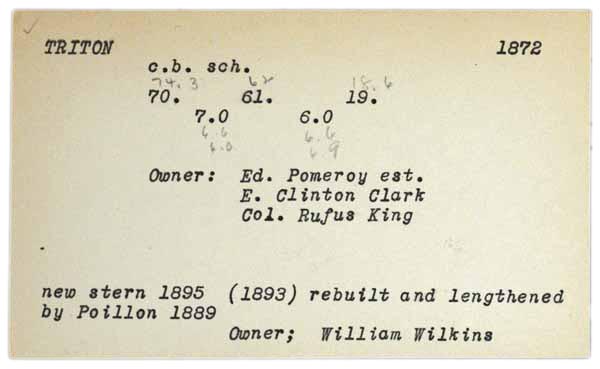 TRITON 1872
c.b. sch.
74.3 62 18.6
70. 61. 19.
7.0 6.0
6.6 6.6
6.0 6.9
Owner: Ed. Pomeroy est.
E. Clinton Clark
Col. Rufus King
new stern 1895 (1893) rebuilt and lengthened
by Poillon 1889
Owner; William Wilkins